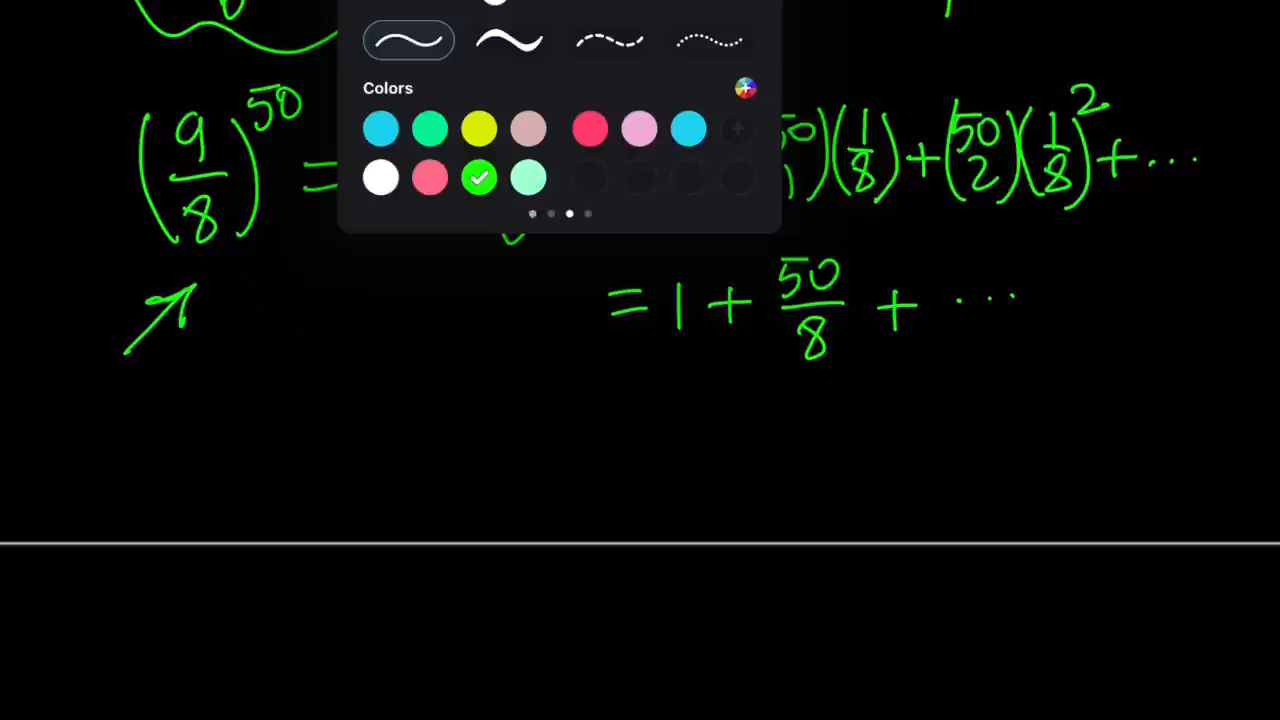 Colors
(9/8)^50 = 50 1)(1/8) + (50 2)(1/8)^2 + ...
= 1 + 50/8 + ...